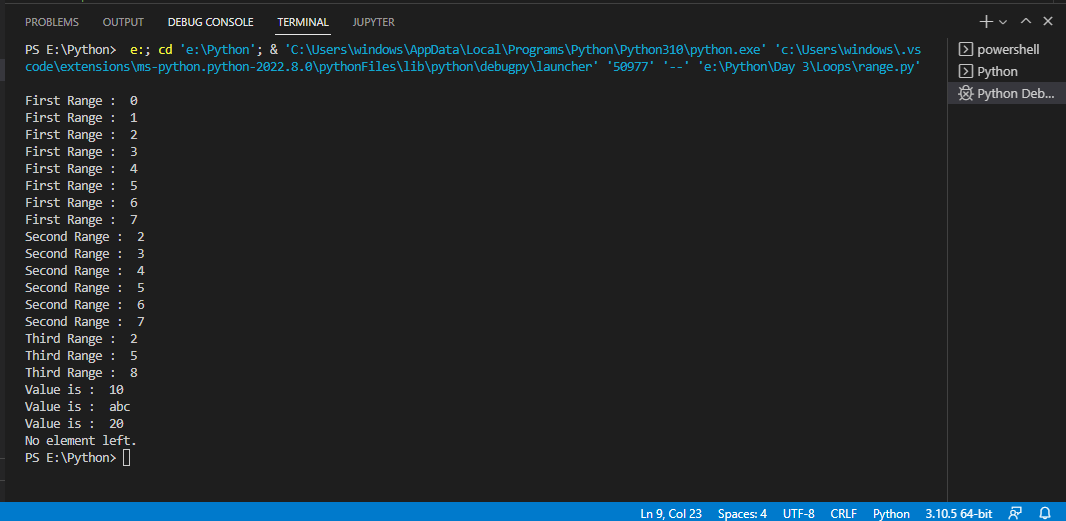 PROBLEMS OUTPUT DEBUG CONSOLE TERMINAL JUPYTER
PS E:\Python>  e:; cd 'e:\Python'; & 'C:\Users\windows\AppData\Local\Programs\Python\Python310\python.exe' 'c:\Users\windows\.vs
code\extensions\ms-python.python-2022.8.0\pythonFiles\lib\python\debugpy\launcher' '50977' '--' 'e:\Python\Day 3\Loops\range.py'
First Range :  0
First Range :  1
First Range :  2
First Range :  3
First Range :  4
First Range :  5
First Range :  6
First Range :  7
Second Range :  2
Second Range :  3
Second Range :  4
Second Range :  5
Second Range :  6
Second Range :  7
Third Range :  2
Third Range :  5
Third Range :  8
Value is :  10
Value is :  abc
Value is :  20
No element left.
PS E:\Python>
powershell
Python
Python Deb...
Ln 9, Col 23 Spaces: 4 UTF-8 CRLF Python 3.10.5 64-bit